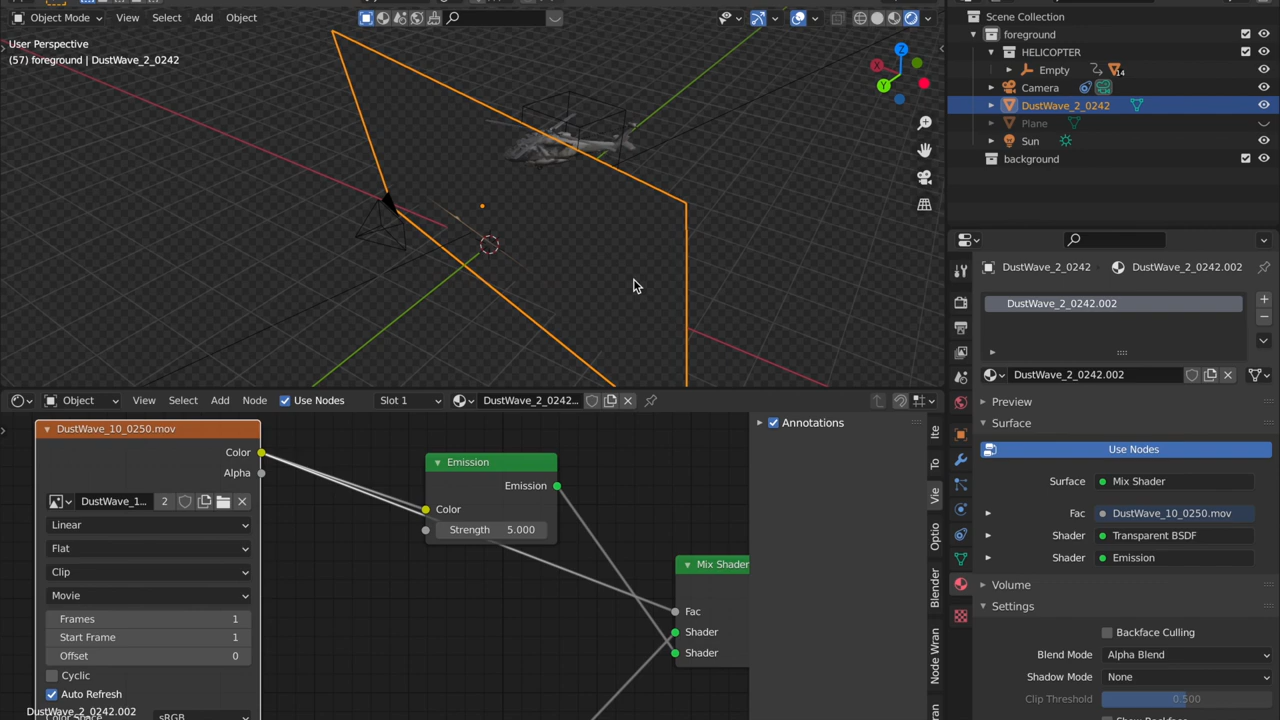 Object Mode View Select Add Object
User Perspective
(57) foreground | DustWave_2_0242
Scene Collection
foreground
HELICOPTER
Empty 14
Camera
DustWave_2_0242
Plane
Sun
background
DustWave_2_0242 DustWave_2_0242.002
DustWave_2_0242.002
DustWave_2_0242.002
Preview
Surface
Use Nodes
Surface Mix Shader
Fac DustWave_10_0250.mov
Shader Transparent BSDF
Shader Emission
Volume
Settings
Backface Culling
Blend Mode Alpha Blend
Shadow Mode None
Clip Threshold 0.500
Object View Select Add Node Use Nodes Slot 1 DustWave_2_0242...
DustWave_10_0250.mov
Color
Alpha
DustWave_1... 2
Linear
Flat
Clip
Movie
Frames 1
Start Frame 1
Offset 0
Cyclic
Auto Refresh
DustWave_2_0242.002
sRGB
Emission
Emission
Color
Strength 5.000
Mix Shader
Fac
Shader
Shader
Annotations
Ite
To
Vie
Optio
Blender
Node Wran
X
Y
Z